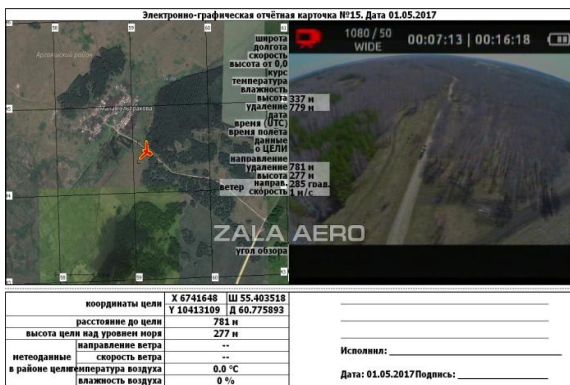 Электронно-графическая отчётная карточка №15. Дата 01.05.2017
Аргаяшский район
широта
долгота
скорость
высота от 0,0
курс
температура
влажность
высота 337 м
удаление 779 м
дата
время (UTC)
время полёта
данные
о ЦЕЛИ
направление
удаление 781 м
высота 277 м
ветер направ. 285 град.
скорость 1 м/с
угол обзора
1080 / 50
WIDE
00:07:13 | 00:16:18
ZALA AERO
координаты цели X 6741648 Ш 55.403518
Y 10413109 Д 60.775893
расстояние до цели 781 м
высота цели над уровнем моря 277 м
метеоданные в районе цели
направление ветра --
скорость ветра --
температура воздуха 0.0 °C
влажность воздуха 0 %
Исполнил:
Дата: 01.05.2017 Подпись: